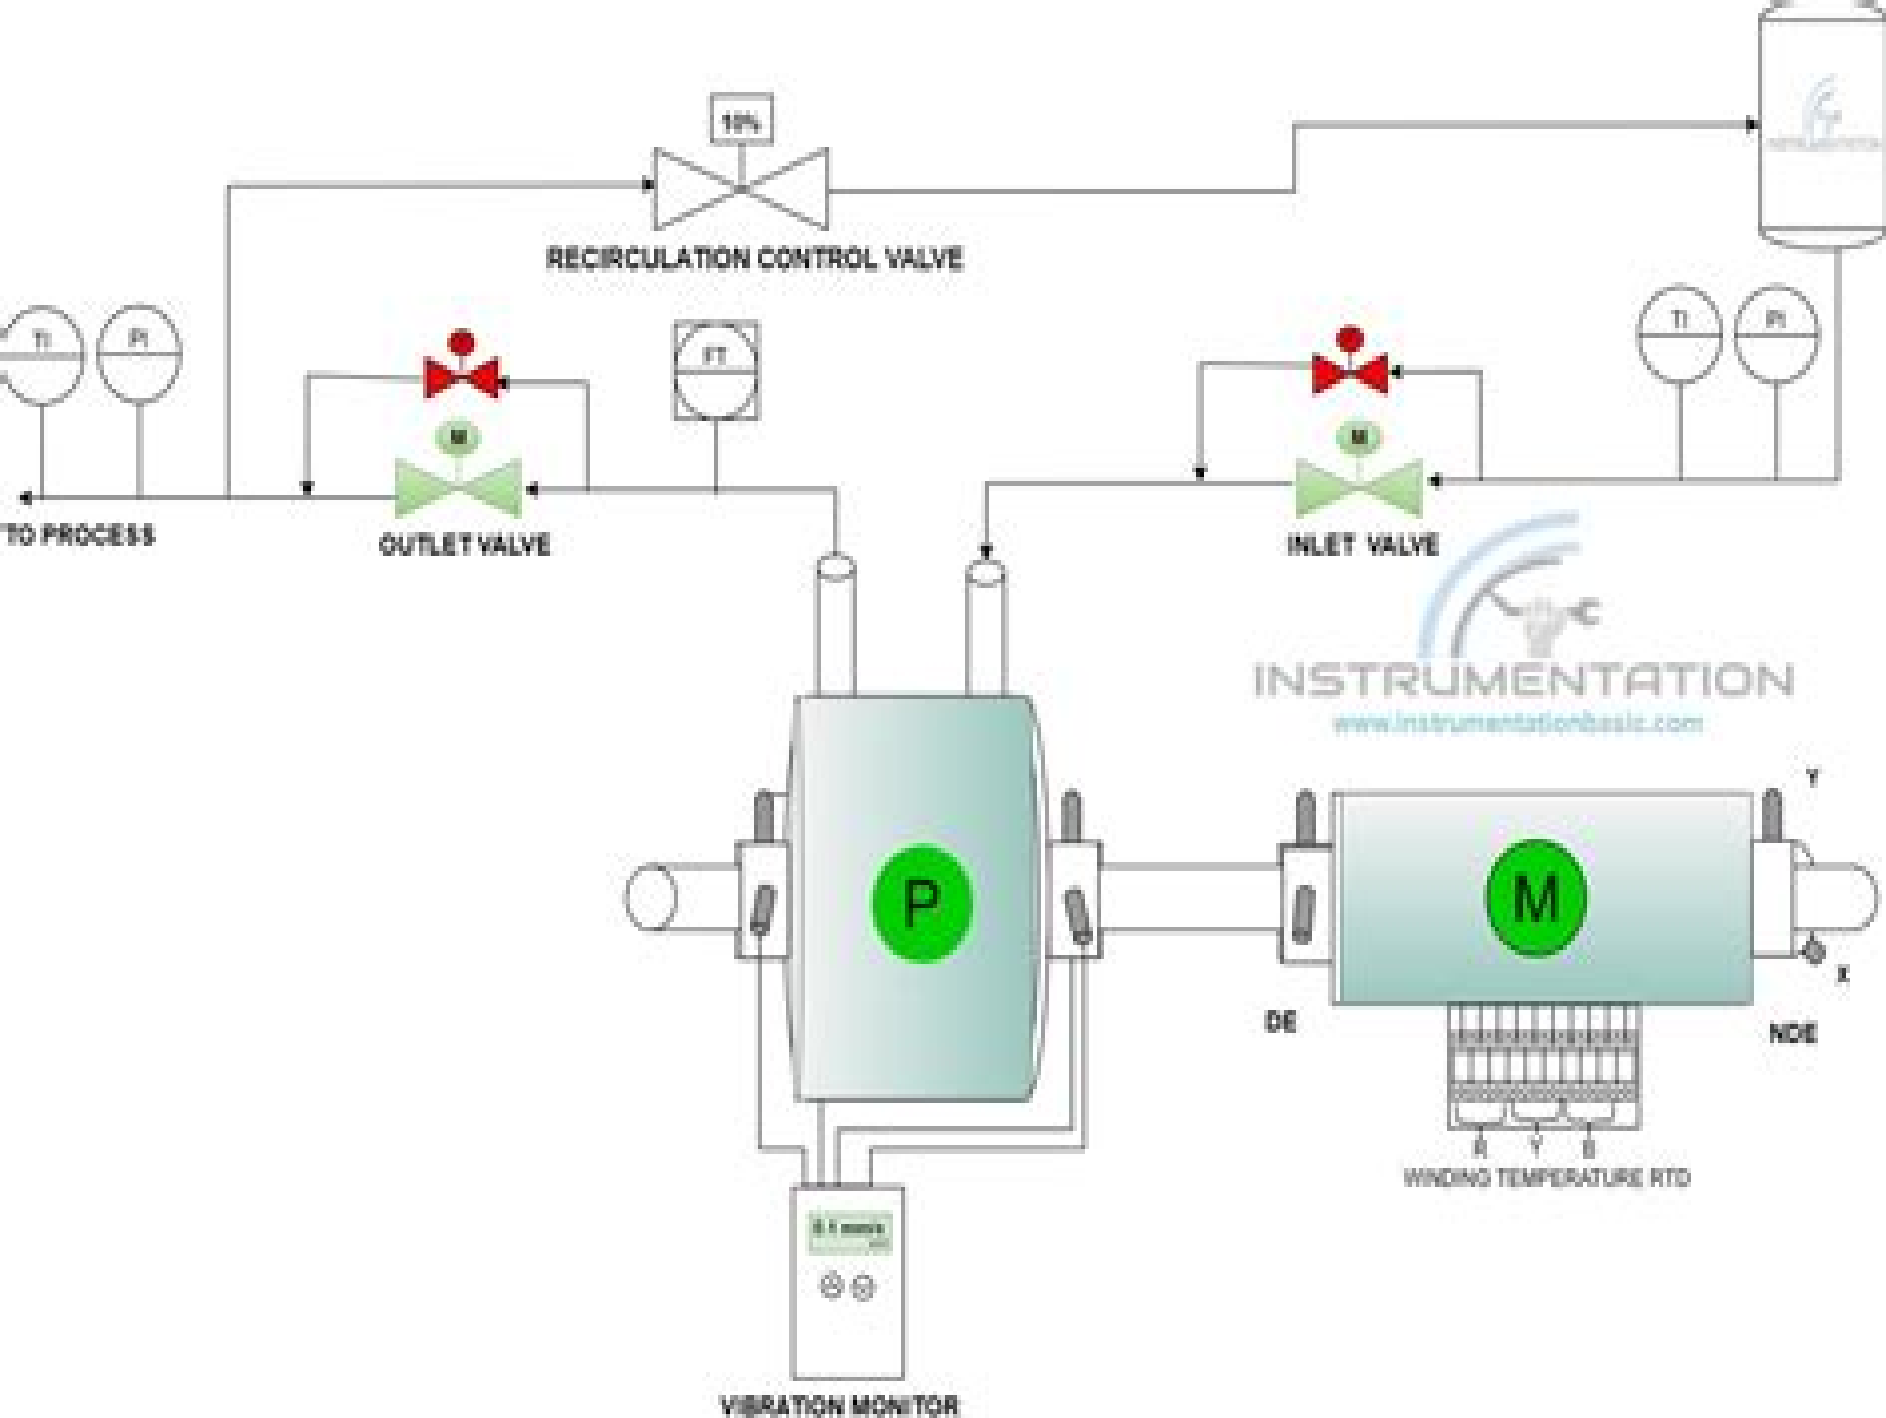 10%
RECIRCULATION CONTROL VALVE
TI
PI
FT
TI
PI
M
M
TO PROCESS
OUTLET VALVE
INLET VALVE
INSTRUMENTATION
www.instrumentationbasic.com
Y
P
M
X
DE
NDE
R Y B
WINDING TEMPERATURE RTD
VIBRATION MONITOR